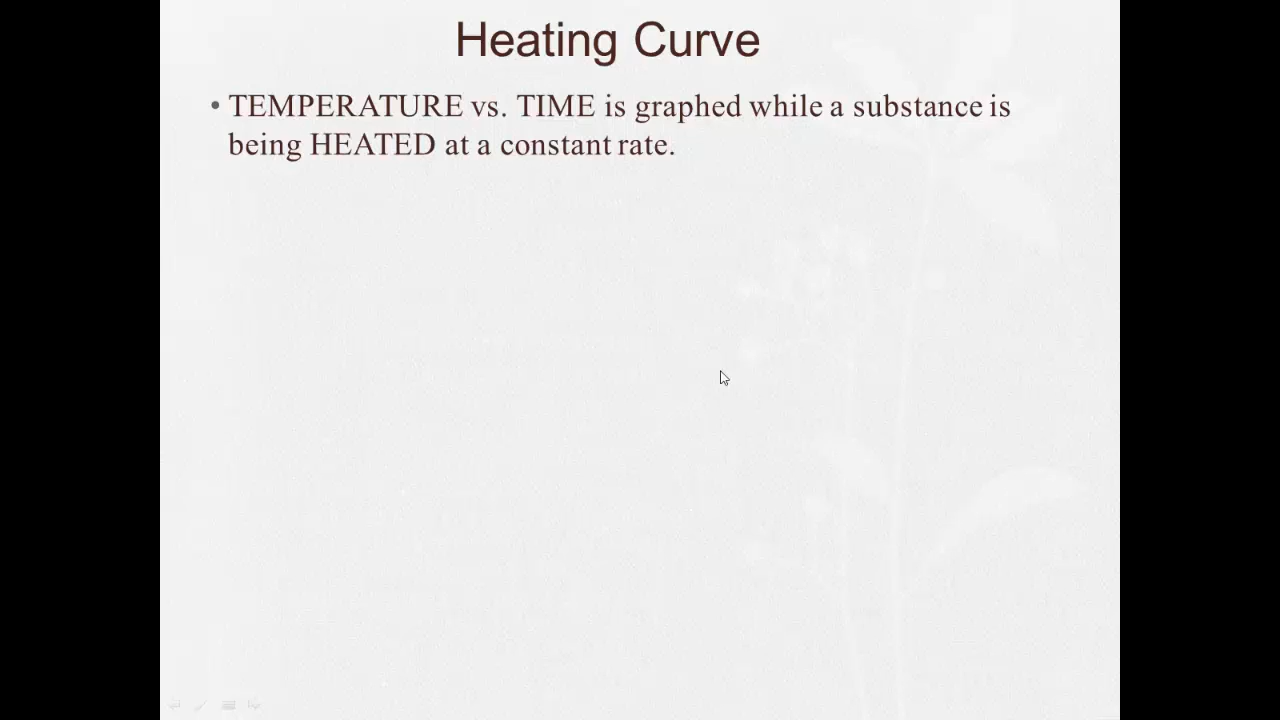 Heating Curve
• TEMPERATURE vs. TIME is graphed while a substance is
being HEATED at a constant rate.